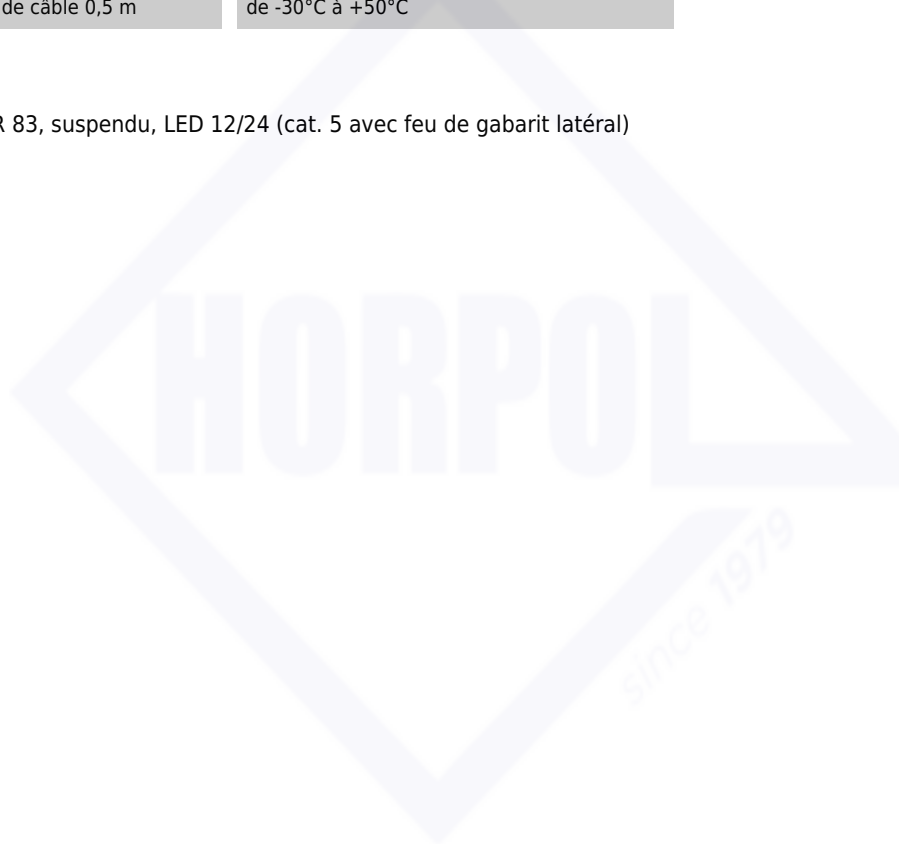 de câble 0,5 m
de -30°C à +50°C
R 83, suspendu, LED 12/24 (cat. 5 avec feu de gabarit latéral)
HORPOL
since 1979